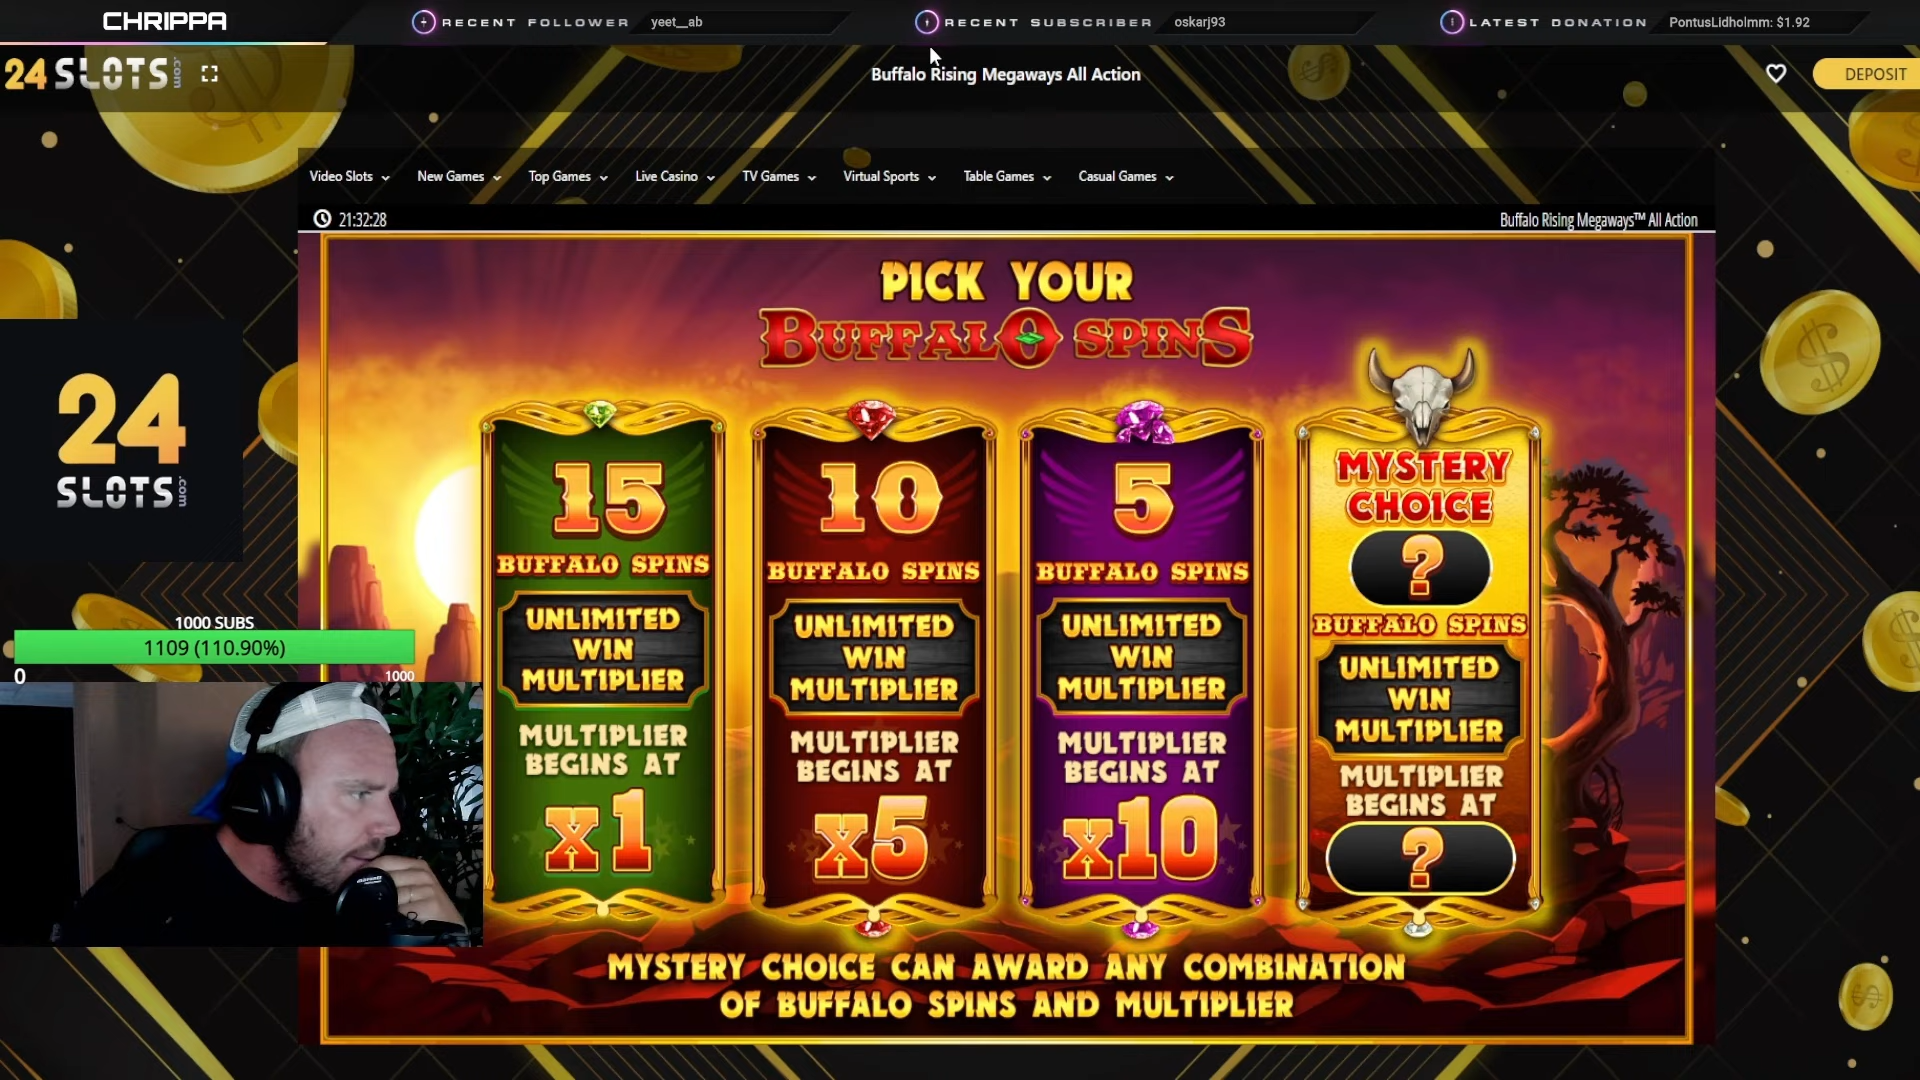 CHRIPPA
RECENT FOLLOWER yeet__ab
RECENT SUBSCRIBER oskarj93
LATEST DONATION PontusLidholmm: $1.92
24 SLOTS.com
Buffalo Rising Megaways All Action
DEPOSIT
Video Slots New Games Top Games Live Casino TV Games Virtual Sports Table Games Casual Games
21:32:28
Buffalo Rising Megaways™ All Action
PICK YOUR
BUFFALO SPINS
24
SLOTS.com
1000 SUBS
1109 (110.90%)
0
1000
15
BUFFALO SPINS
UNLIMITED
WIN
MULTIPLIER
MULTIPLIER
BEGINS AT
x1
10
BUFFALO SPINS
UNLIMITED
WIN
MULTIPLIER
MULTIPLIER
BEGINS AT
x5
5
BUFFALO SPINS
UNLIMITED
WIN
MULTIPLIER
MULTIPLIER
BEGINS AT
x10
MYSTERY
CHOICE
?
BUFFALO SPINS
UNLIMITED
WIN
MULTIPLIER
MULTIPLIER
BEGINS AT
?
MYSTERY CHOICE CAN AWARD ANY COMBINATION
OF BUFFALO SPINS AND MULTIPLIER